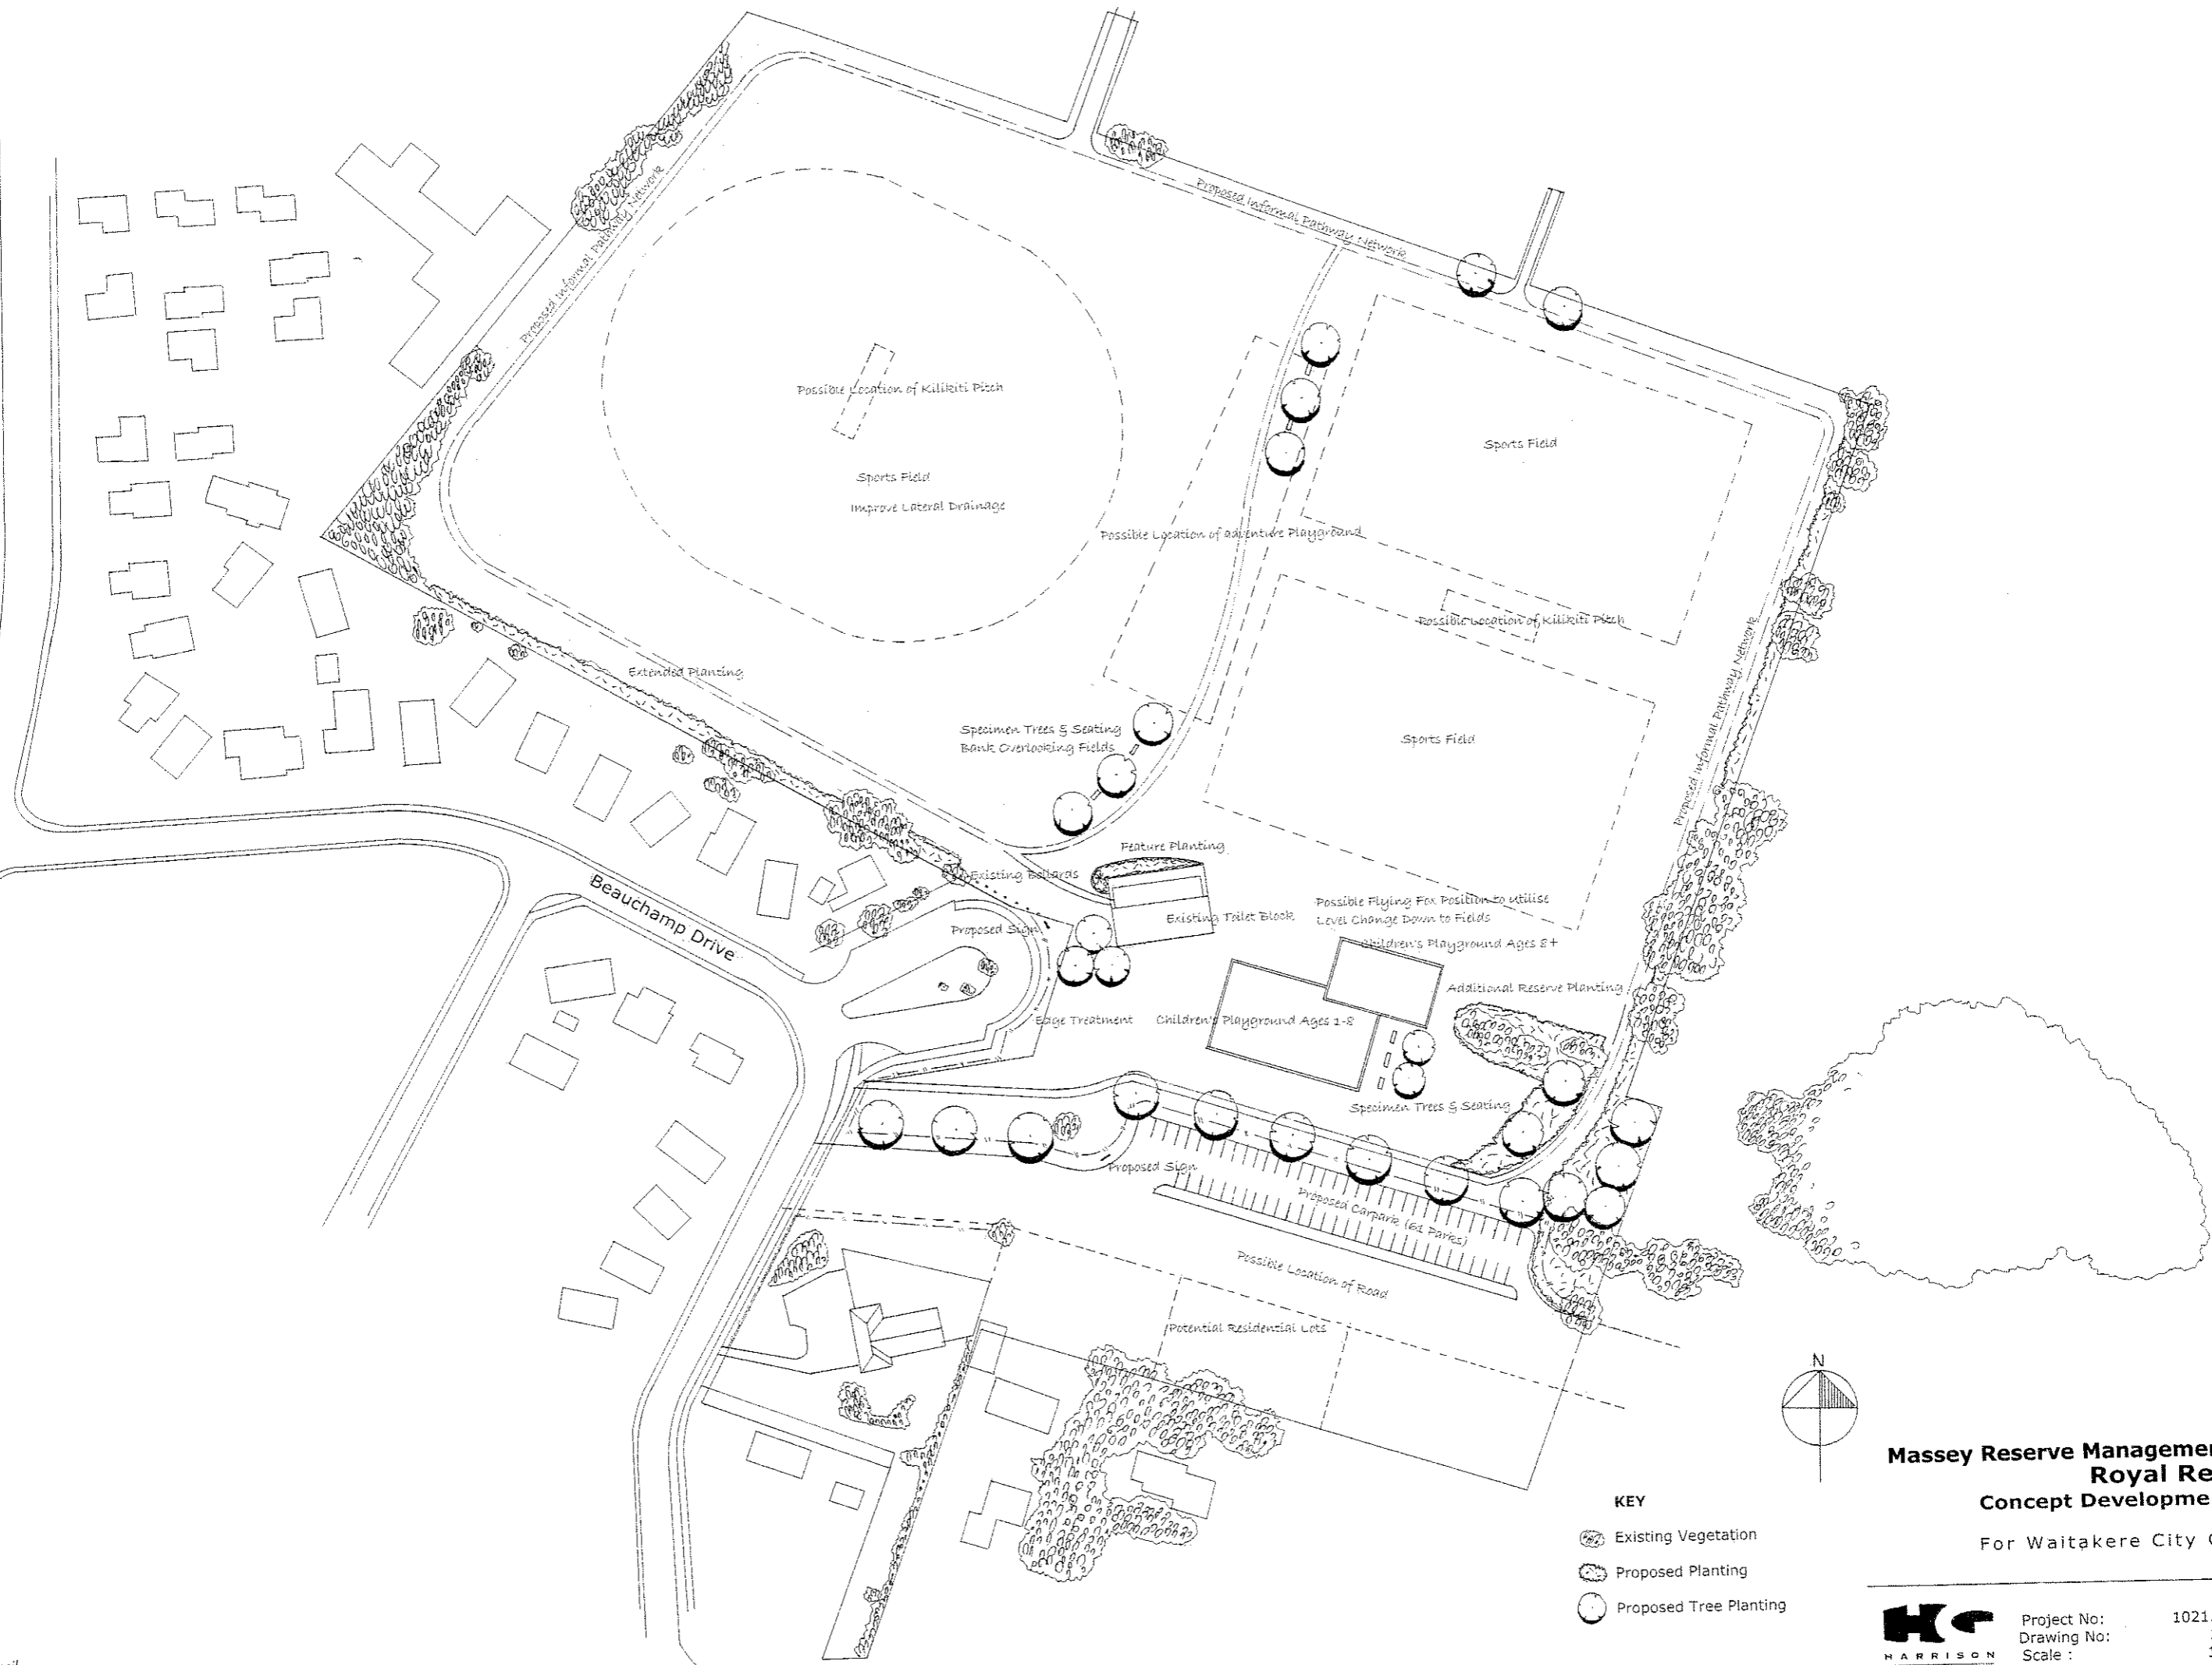 Proposed Informal Pathway Network
Proposed Informal Pathway Network
Possible Location of Kilikiti Pitch
Sports Field
Improve Lateral Drainage
Sports Field
Possible Location of adventure Playground
Possible Location of Kilikiti Pitch
Proposed Informal Pathway Network
Extended Planting
Specimen Trees & Seating
Bank Overlooking Fields
Sports Field
Feature Planting
Existing Bollards
Beauchamp Drive
Existing Toilet Block
Possible Flying Fox Position to utilise
Level Change Down to Fields
Proposed Sign
Children's Playground Ages 8+
Additional Reserve Planting
Edge Treatment
Children's Playground Ages 1-8
Specimen Trees & Seating
Proposed Sign
Proposed Carpark (61 Parks)
Possible Location of Road
Potential Residential Lots
N
Massey Reserve Manageme
Royal Re
Concept Developme
For Waitakere City
KEY
Existing Vegetation
Proposed Planting
Proposed Tree Planting
HARRISON
Project No: 1021.
Drawing No:
Scale :